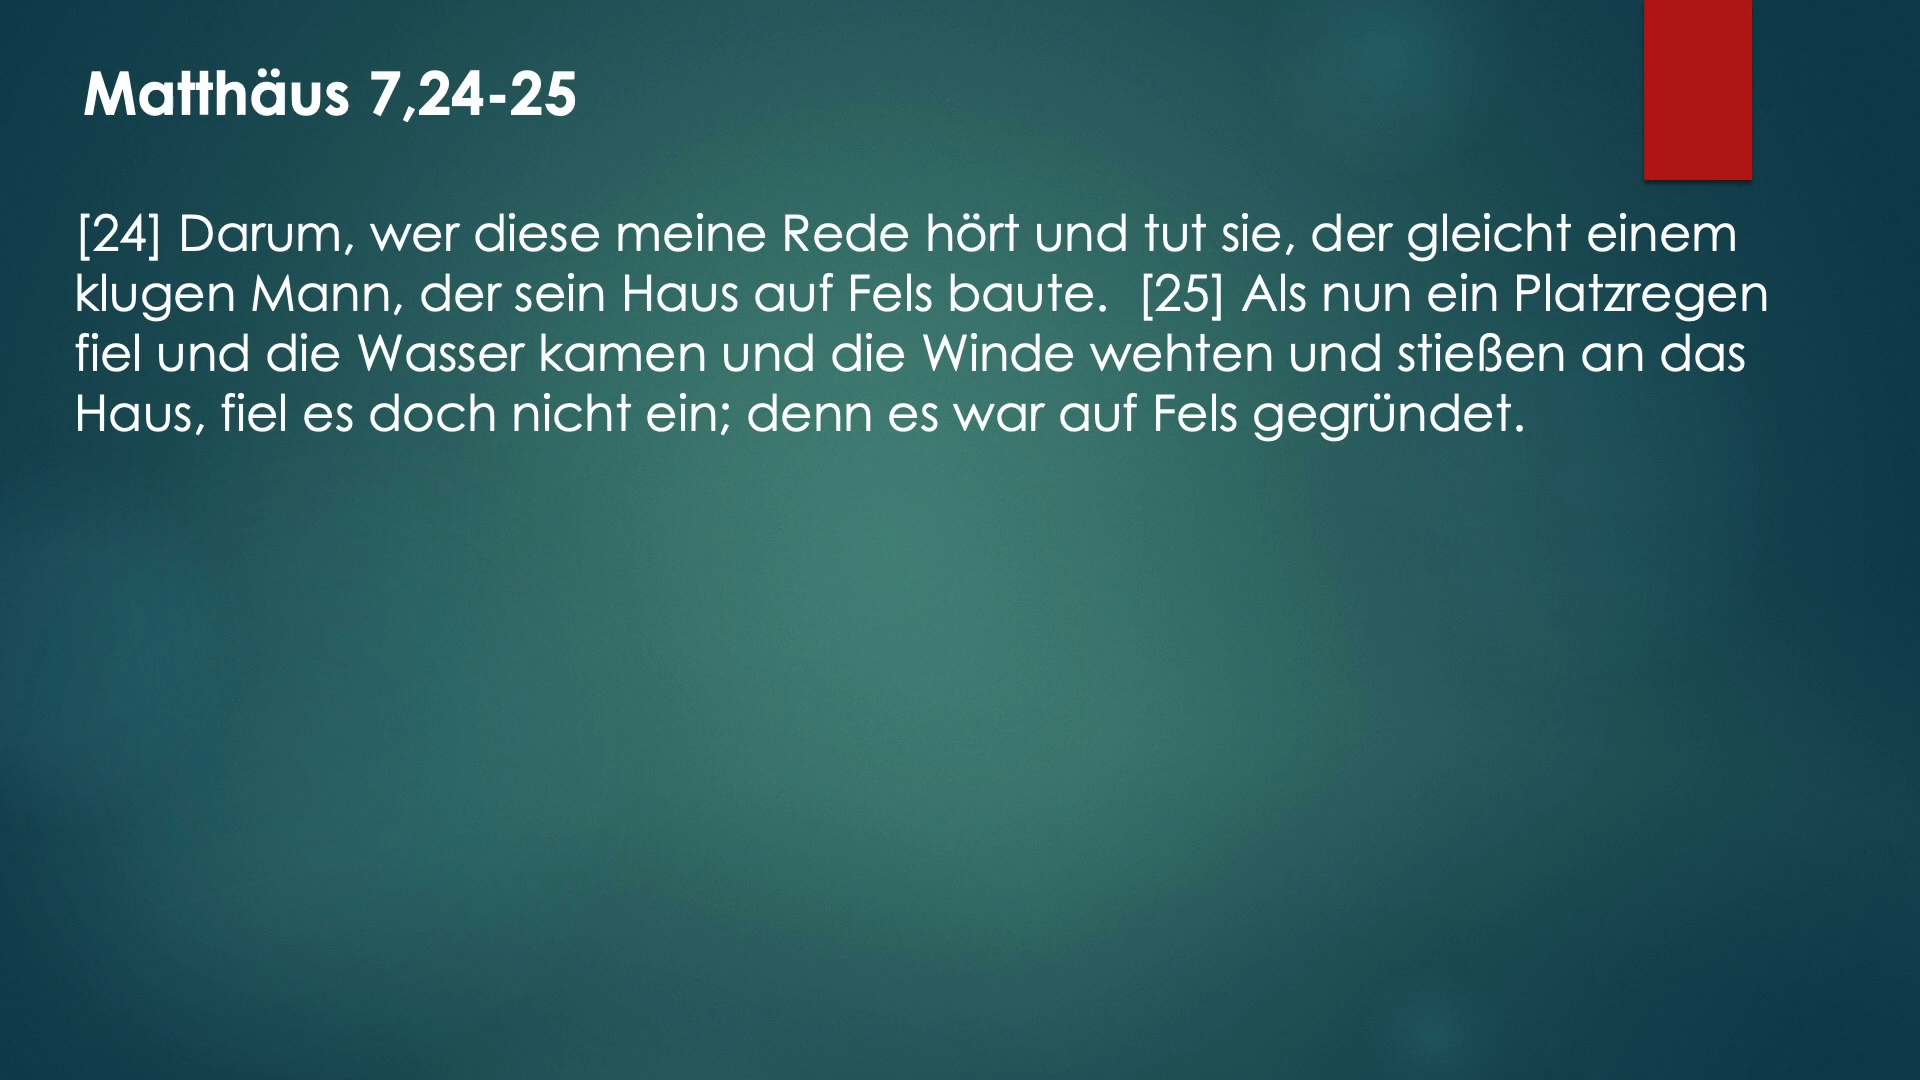 Matthäus 7,24-25
[24] Darum, wer diese meine Rede hört und tut sie, der gleicht einem
klugen Mann, der sein Haus auf Fels baute.  [25] Als nun ein Platzregen
fiel und die Wasser kamen und die Winde wehten und stießen an das
Haus, fiel es doch nicht ein; denn es war auf Fels gegründet.